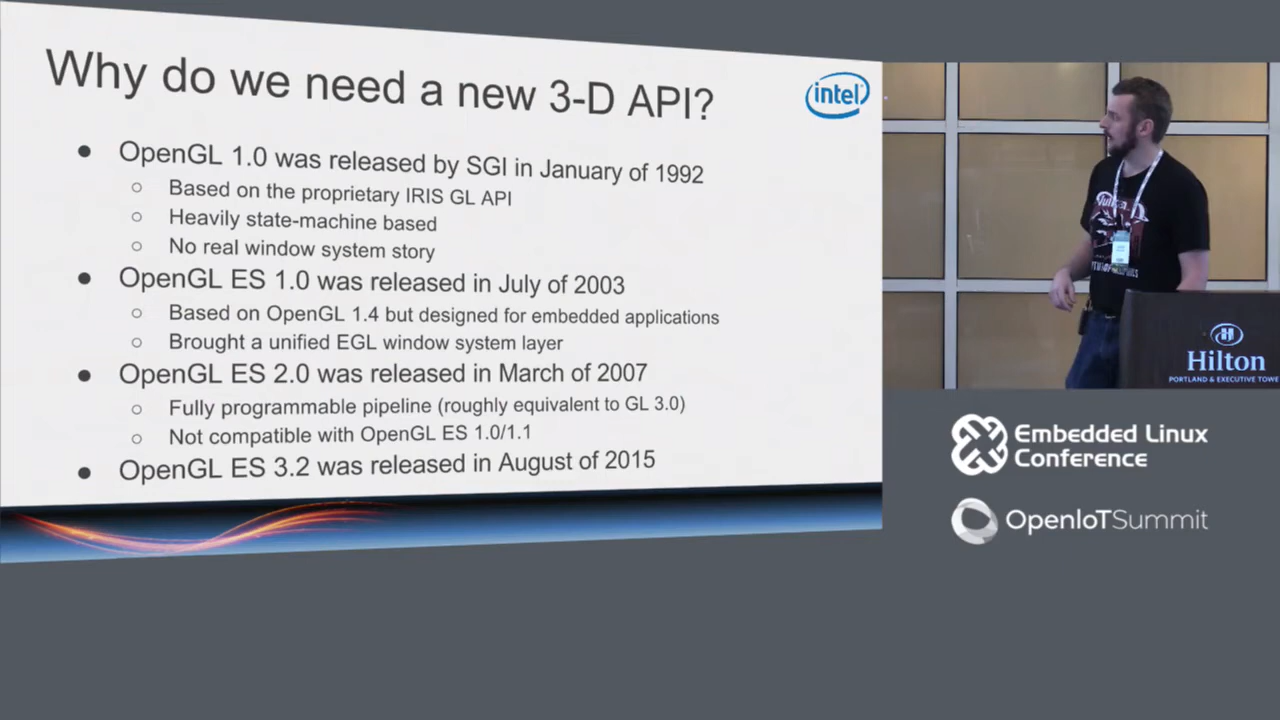 Why do we need a new 3-D API?
intel
OpenGL 1.0 was released by SGI in January of 1992
Based on the proprietary IRIS GL API
Heavily state-machine based
No real window system story
OpenGL ES 1.0 was released in July of 2003
Based on OpenGL 1.4 but designed for embedded applications
Brought a unified EGL window system layer
OpenGL ES 2.0 was released in March of 2007
Fully programmable pipeline (roughly equivalent to GL 3.0)
Not compatible with OpenGL ES 1.0/1.1
OpenGL ES 3.2 was released in August of 2015
Hilton
PORTLAND & EXECUTIVE TOWE
Embedded Linux
Conference
OpenIoTSummit